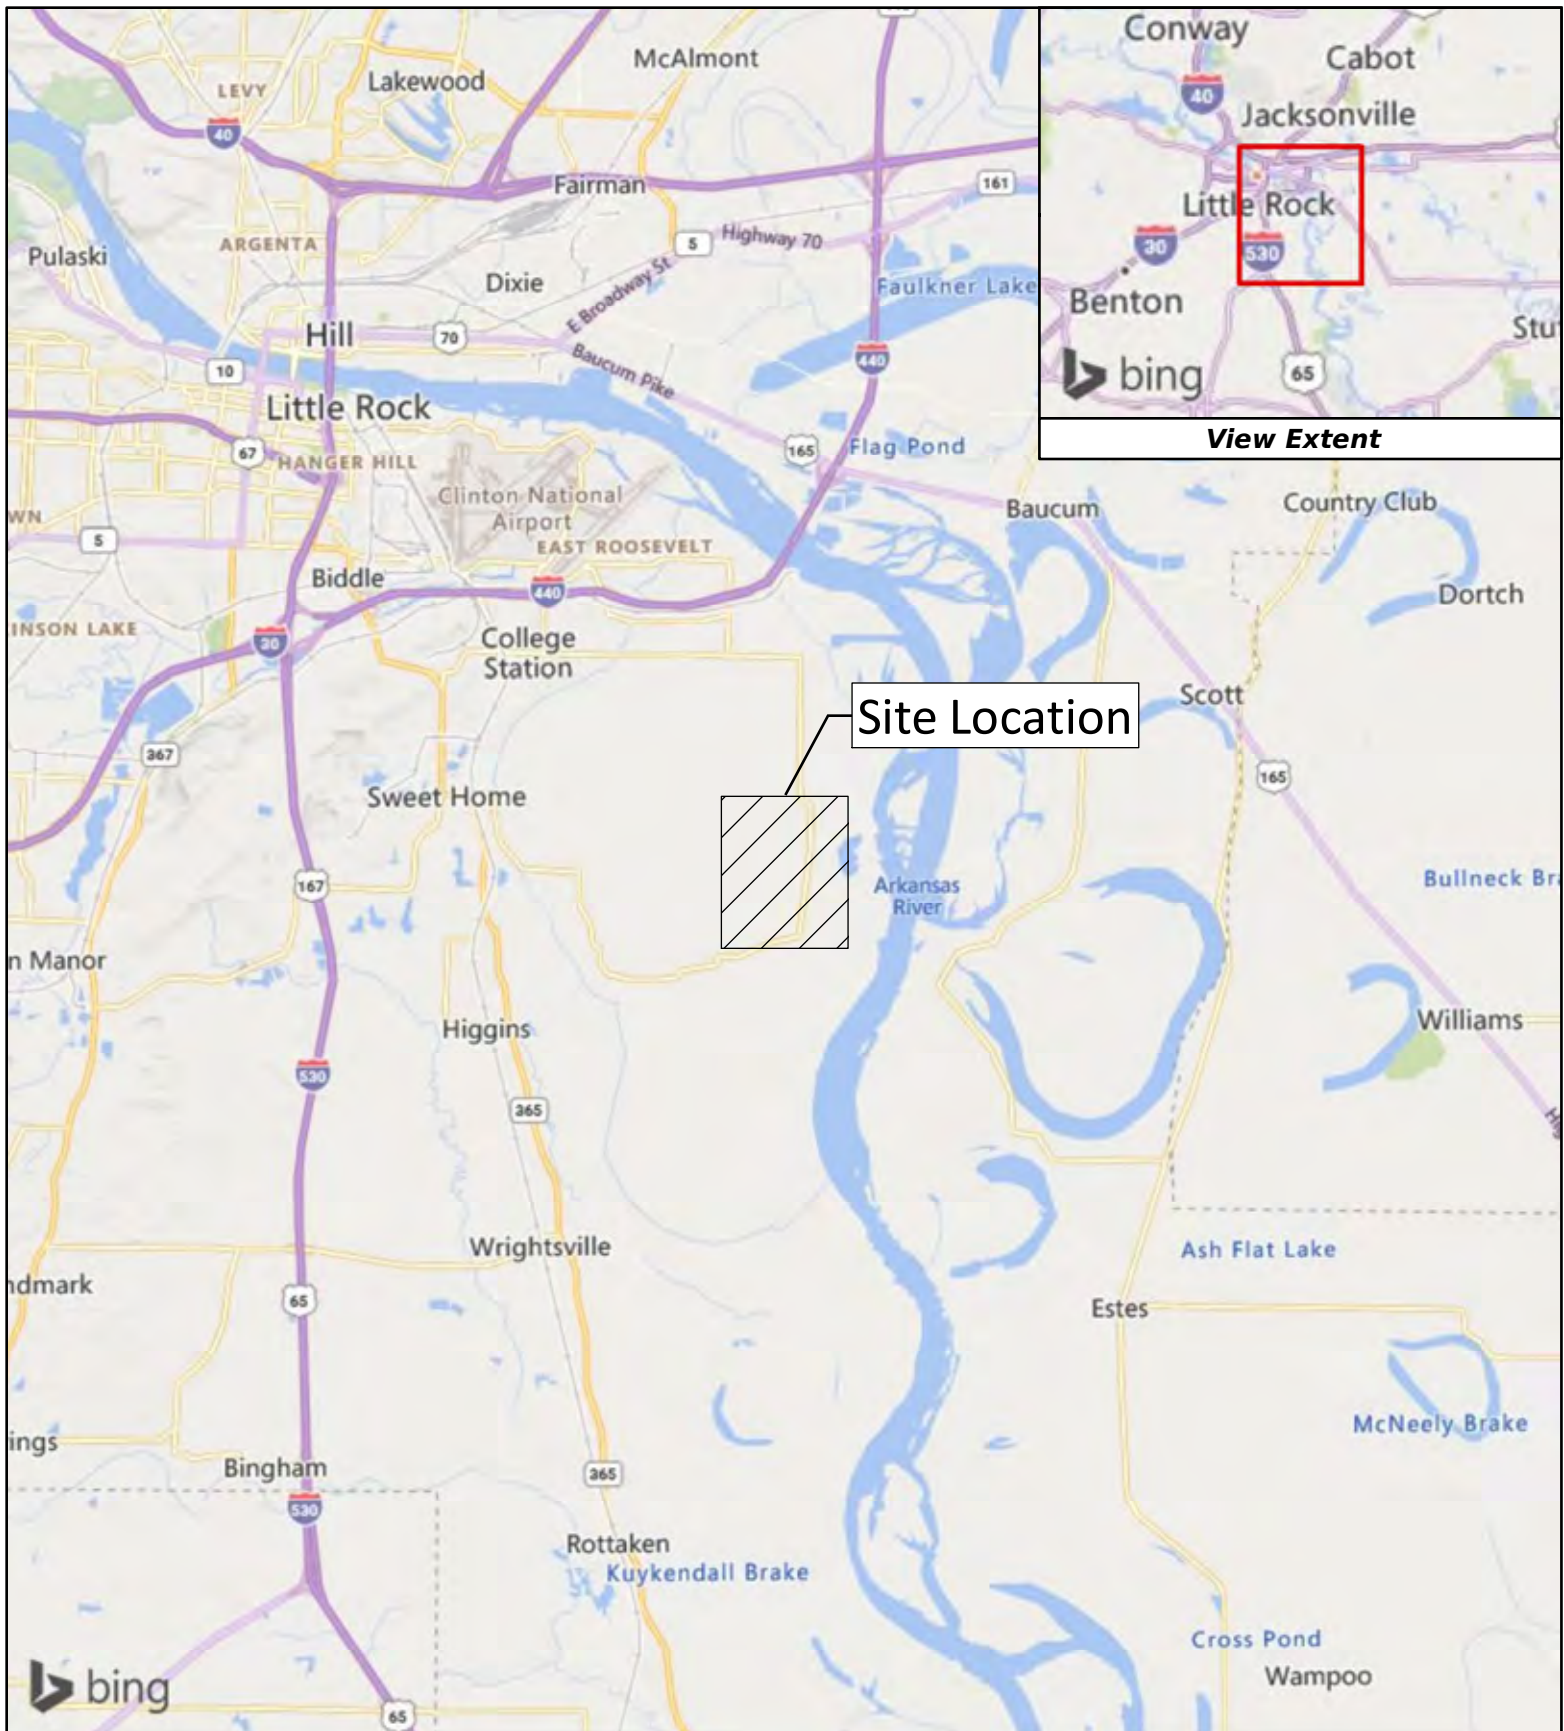 McAlmont
LEVY
Lakewood
40
Fairman
161
Pulaski
ARGENTA
5
Highway 70
Dixie
E Broadway St
Faulkner Lake
Hill
70
Baucum Pike
440
10
Little Rock
67
HANGER HILL
165
Flag Pond
Clinton National
Airport
WN
5
EAST ROOSEVELT
Baucum
Country Club
Biddle
440
Dortch
INSON LAKE
30
College
Station
Scott
Site Location
367
165
Sweet Home
167
Arkansas
River
Bullneck Br
n Manor
Higgins
Williams
530
365
Wrightsville
Ash Flat Lake
ndmark
65
Estes
McNeely Brake
ings
Bingham
365
530
Rottaken
Kuykendall Brake
Cross Pond
Wampoo
bing
65
Conway
Cabot
40
Jacksonville
Little Rock
30
530
Benton
Stu
65
bing
View Extent